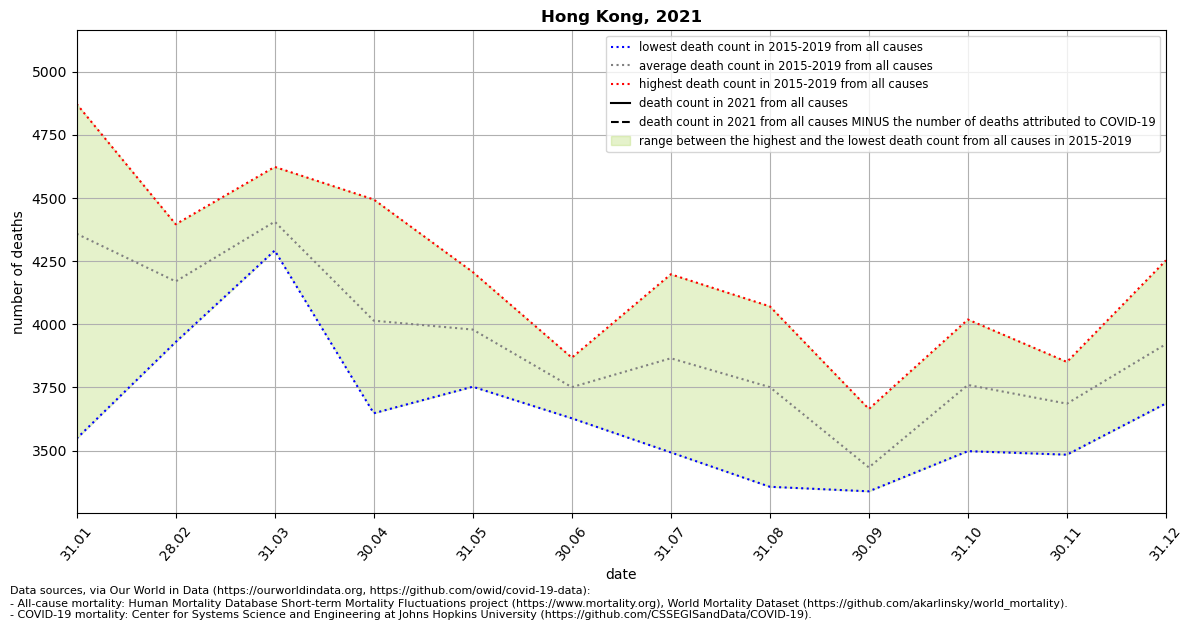 Hong Kong, 2021
lowest death count in 2015-2019 from all causes
average death count in 2015-2019 from all causes
highest death count in 2015-2019 from all causes
death count in 2021 from all causes
death count in 2021 from all causes MINUS the number of deaths attributed to COVID-19
range between the highest and the lowest death count from all causes in 2015-2019
number of deaths
5000
4750
4500
4250
4000
3750
3500
31.01
28.02
31.03
30.04
31.05
30.06
31.07
31.08
30.09
31.10
30.11
31.12
date
Data sources, via Our World in Data (https://ourworldindata.org, https://github.com/owid/covid-19-data):
- All-cause mortality: Human Mortality Database Short-term Mortality Fluctuations project (https://www.mortality.org), World Mortality Dataset (https://github.com/akarlinsky/world_mortality).
- COVID-19 mortality: Center for Systems Science and Engineering at Johns Hopkins University (https://github.com/CSSEGISandData/COVID-19).